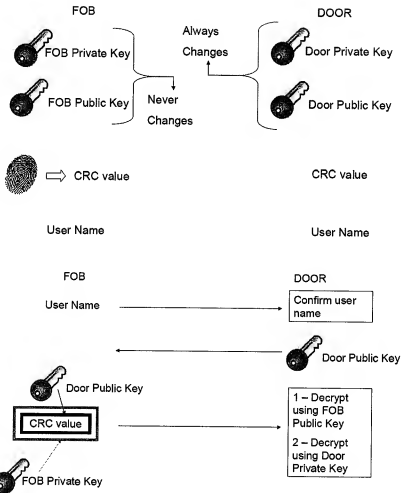 FOB
DOOR
Always
Changes
FOB Private Key
Door Private Key
FOB Public Key
Never
Changes
Door Public Key
CRC value
CRC value
User Name
User Name
FOB
DOOR
User Name
Confirm user
name
Door Public Key
Door Public Key
CRC value
1 – Decrypt
using FOB
Public Key
2 – Decrypt
using Door
Private Key
FOB Private Key